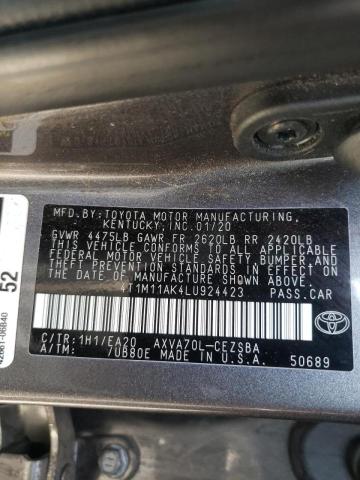 MFD.BY:TOYOTA MOTOR MANUFACTURING,
KENTUCKY,INC.01/20
GVWR 4475LB GAWR FR 2620LB RR 2420LB
THIS VEHICLE CONFORMS TO ALL APPLICABLE
FEDERAL MOTOR VEHICLE SAFETY, BUMPER, AND
THEFT PREVENTION STANDARDS IN EFFECT ON
THE DATE OF MANUFACTURE SHOWN ABOVE.
4T1M11AK4LU924423 PASS.CAR
C/TR:1H1/EA20 AXVA70L-CEZSBA
A/TM: /UB80E MADE IN U.S.A. 50689
52
42661-06B40